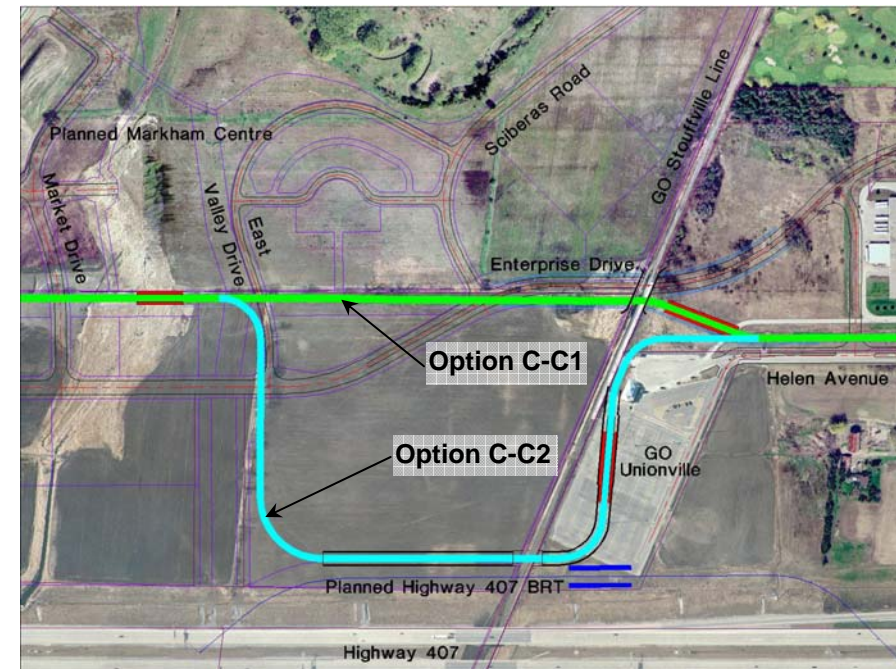 Planned Markham Centre
Market Drive
Valley Drive
East
Sciberas Road
GO Stouffville Line
Enterprise Drive
Option C-C1
Helen Avenue
Option C-C2
GO
Unionville
Planned Highway 407 BRT
Highway 407